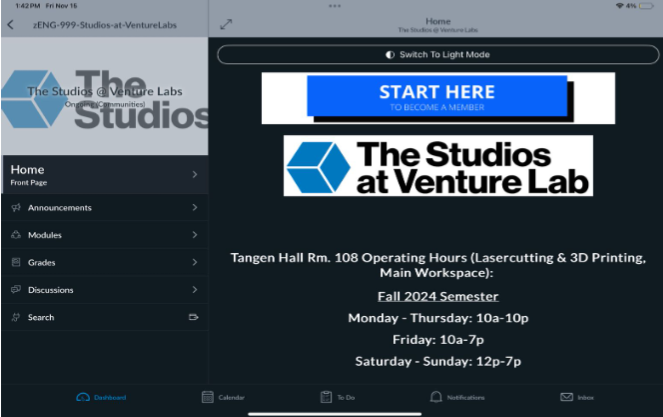 1:42 PM Fri Nov 15
4%
zENG-999-Studios-at-VentureLabs
Home
The Studios @ Venture Labs
The Studios
The Studios @ Venture Labs
Ongoing (Communities)
Home
Front Page
Announcements
Modules
Grades
Discussions
Search
Switch To Light Mode
START HERE
TO BECOME A MEMBER
The Studios
at Venture Lab
Tangen Hall Rm. 108 Operating Hours (Lasercutting & 3D Printing,
Main Workspace):
Fall 2024 Semester
Monday - Thursday: 10a-10p
Friday: 10a-7p
Saturday - Sunday: 12p-7p
Dashboard
Calendar
To Do
Notifications
Inbox